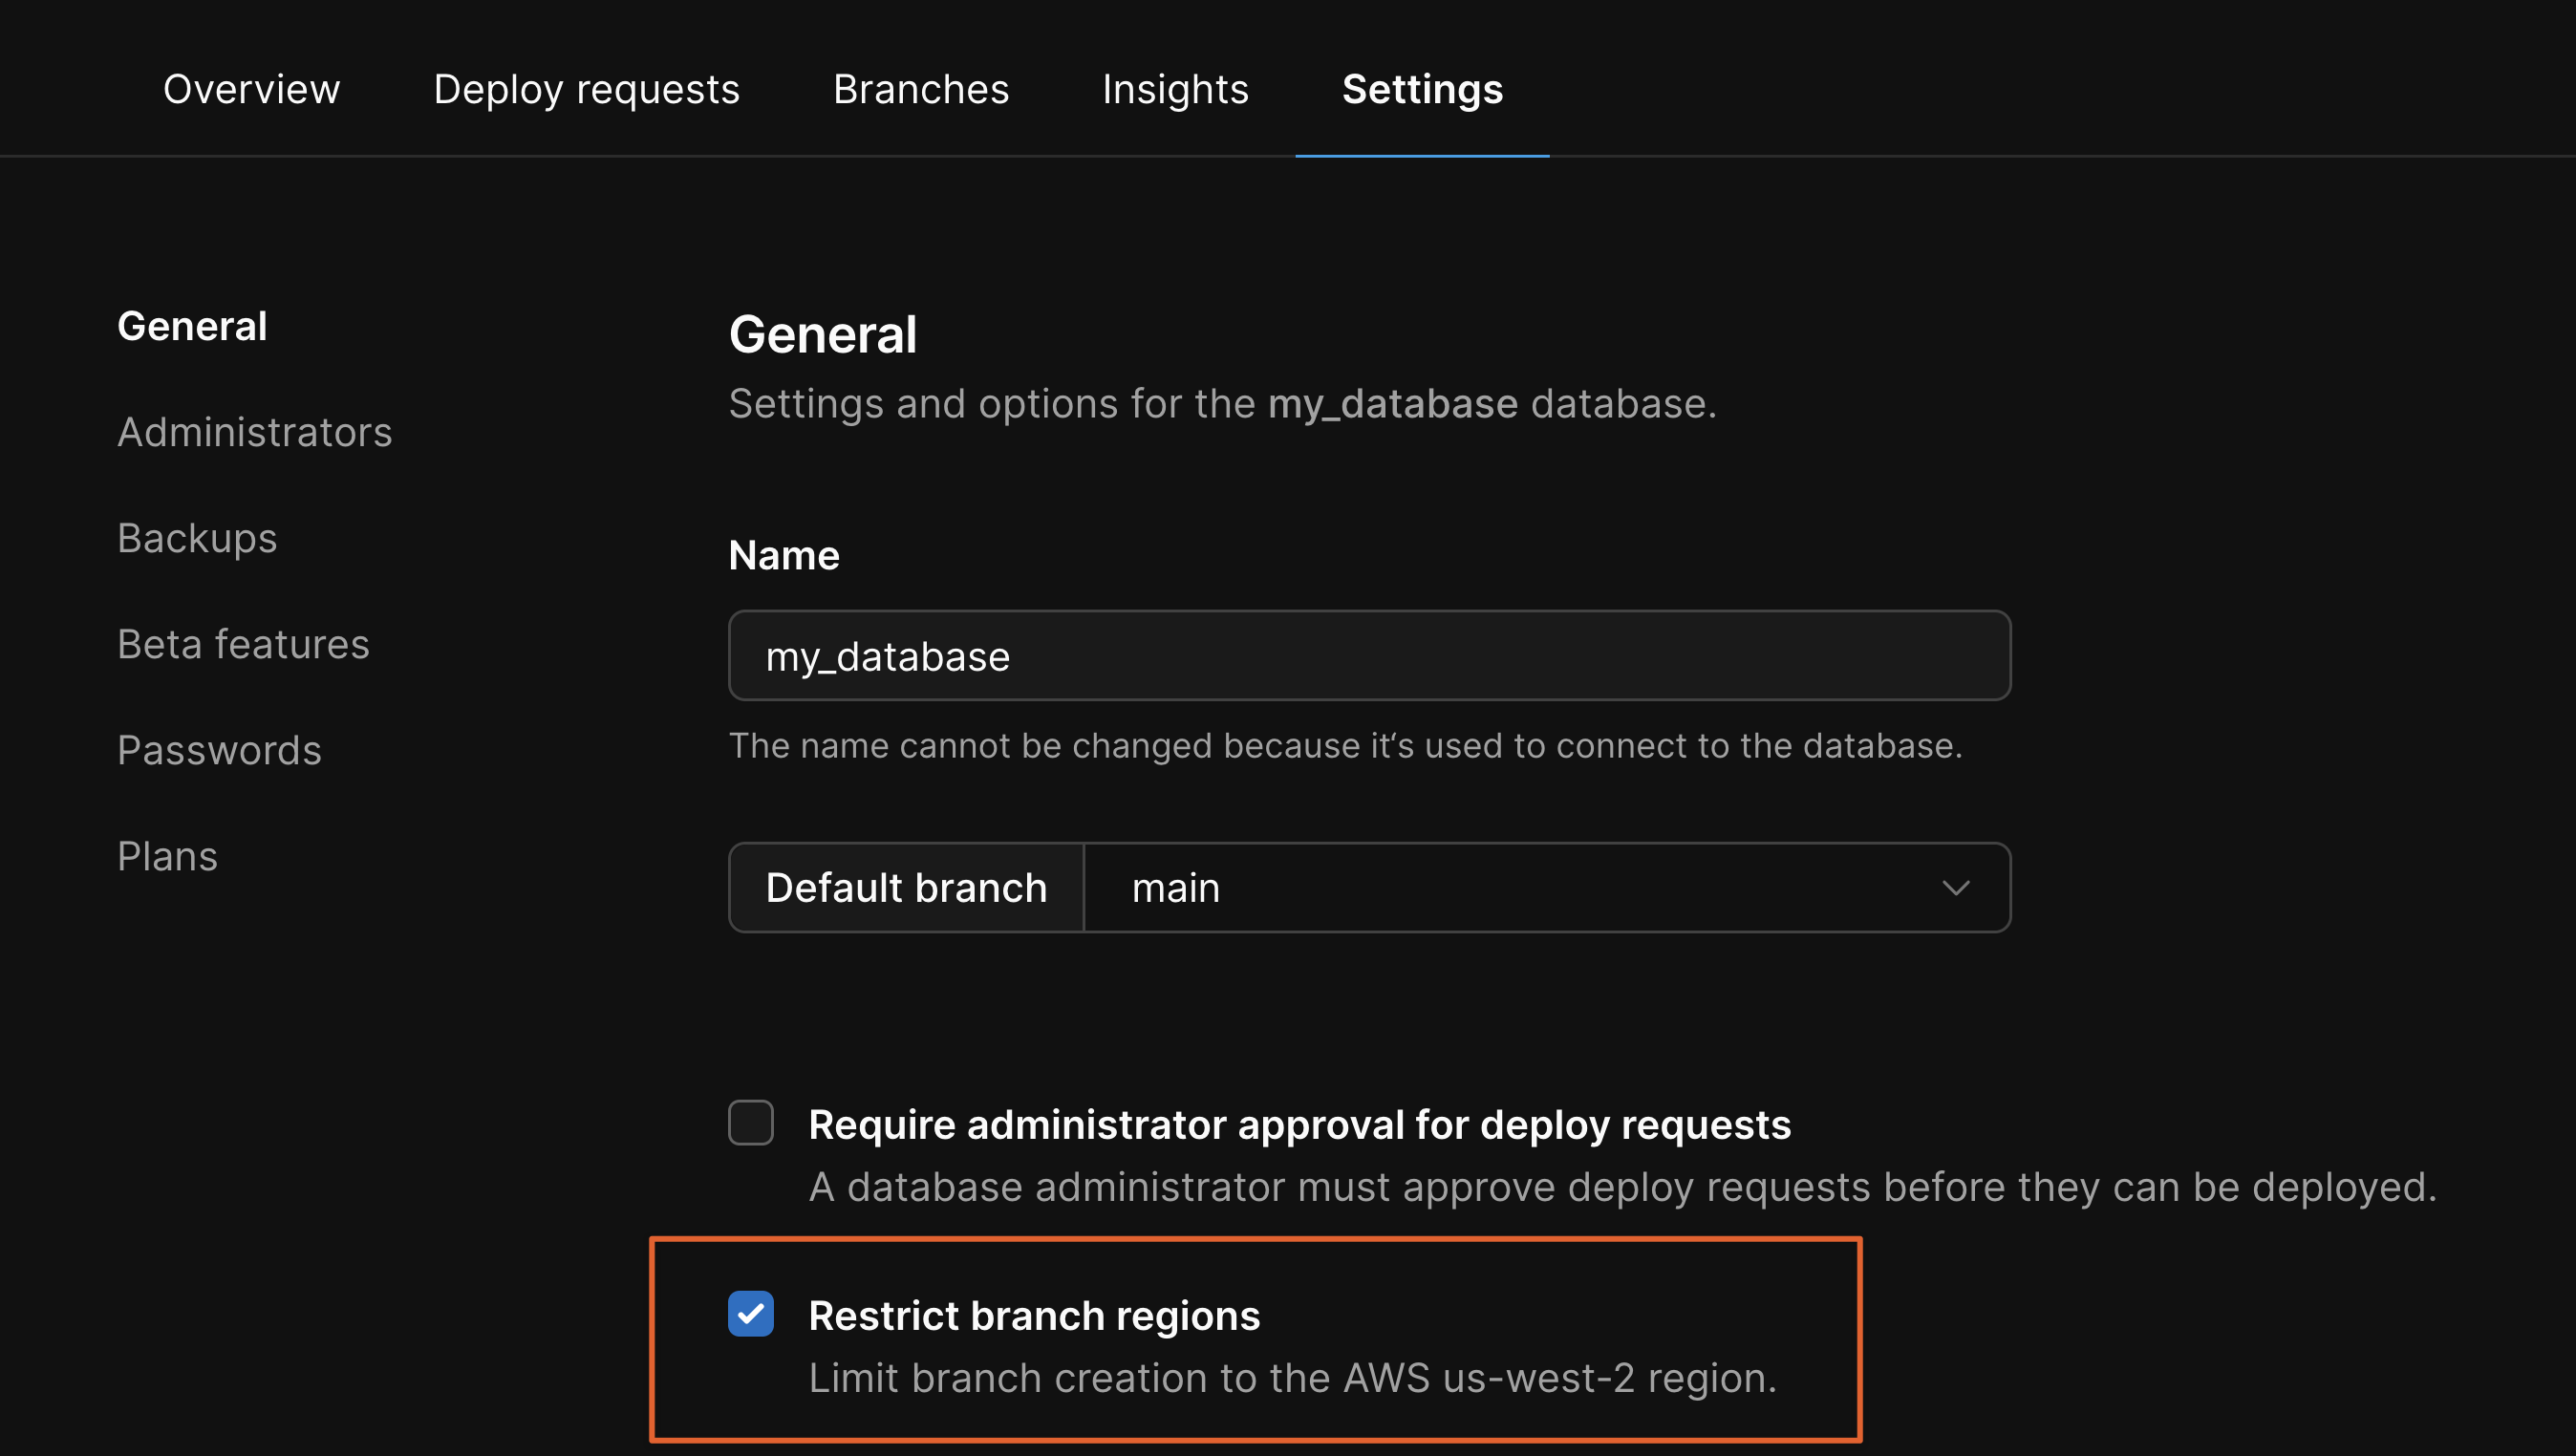 Overview Deploy requests Branches Insights Settings
General
Administrators
Backups
Beta features
Passwords
Plans
General
Settings and options for the my_database database.
Name
my_database
The name cannot be changed because it‘s used to connect to the database.
Default branch main
Require administrator approval for deploy requests
A database administrator must approve deploy requests before they can be deployed.
Restrict branch regions
Limit branch creation to the AWS us-west-2 region.